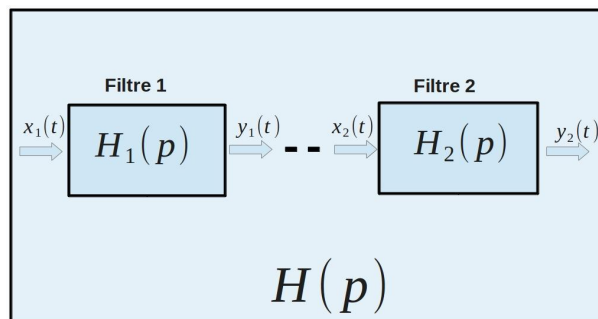 Filtre 1 Filtre 2
x₁(t) y₁(t) x₂(t) y₂(t)
H₁(p) H₂(p)
H(p)